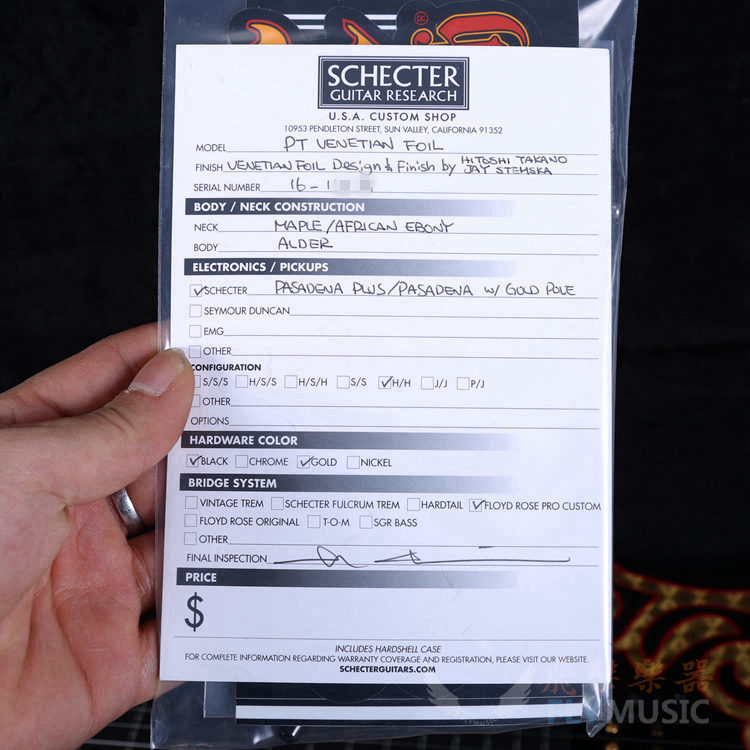 SCHECTER
GUITAR RESEARCH
U.S.A. CUSTOM SHOP
10953 PENDLETON STREET, SUN VALLEY, CALIFORNIA 91352
MODEL PT VENETIAN FOIL
FINISH VENETIAN FOIL Design & Finish by HITOSHI TAKANO
JAY STEMSKA
SERIAL NUMBER 16-1
BODY / NECK CONSTRUCTION
NECK MAPLE/AFRICAN EBONY
BODY ALDER
ELECTRONICS / PICKUPS
SCHECTER PASADENA PLUS/PASADENA W/ GOLD POLE
SEYMOUR DUNCAN
EMG
OTHER
CONFIGURATION
S/S/S H/S/S H/S/H S/S H/H J/J P/J
OTHER
OPTIONS
HARDWARE COLOR
BLACK CHROME GOLD NICKEL
BRIDGE SYSTEM
VINTAGE TREM SCHECTER FULCRUM TREM HARDTAIL FLOYD ROSE PRO CUSTOM
FLOYD ROSE ORIGINAL T-O-M SGR BASS
OTHER
FINAL INSPECTION
PRICE
$
INCLUDES HARDSHELL CASE
FOR COMPLETE INFORMATION REGARDING WARRANTY COVERAGE AND REGISTRATION, PLEASE VISIT OUR WEBSITE.
SCHECTERGUITARS.COM
樂器
MUSIC